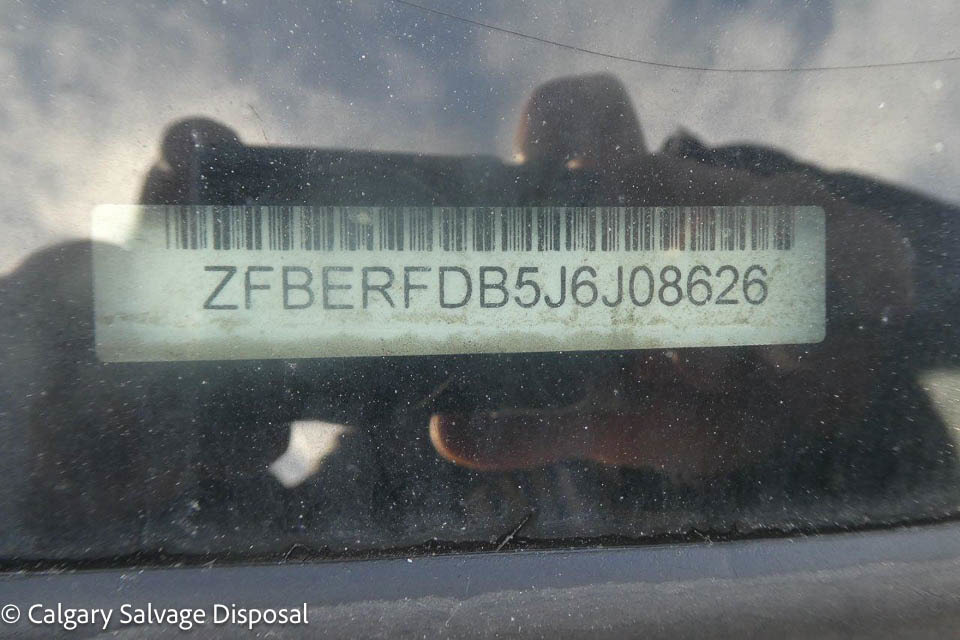 ZFBERFDB5J6J08626
© Calgary Salvage Disposal